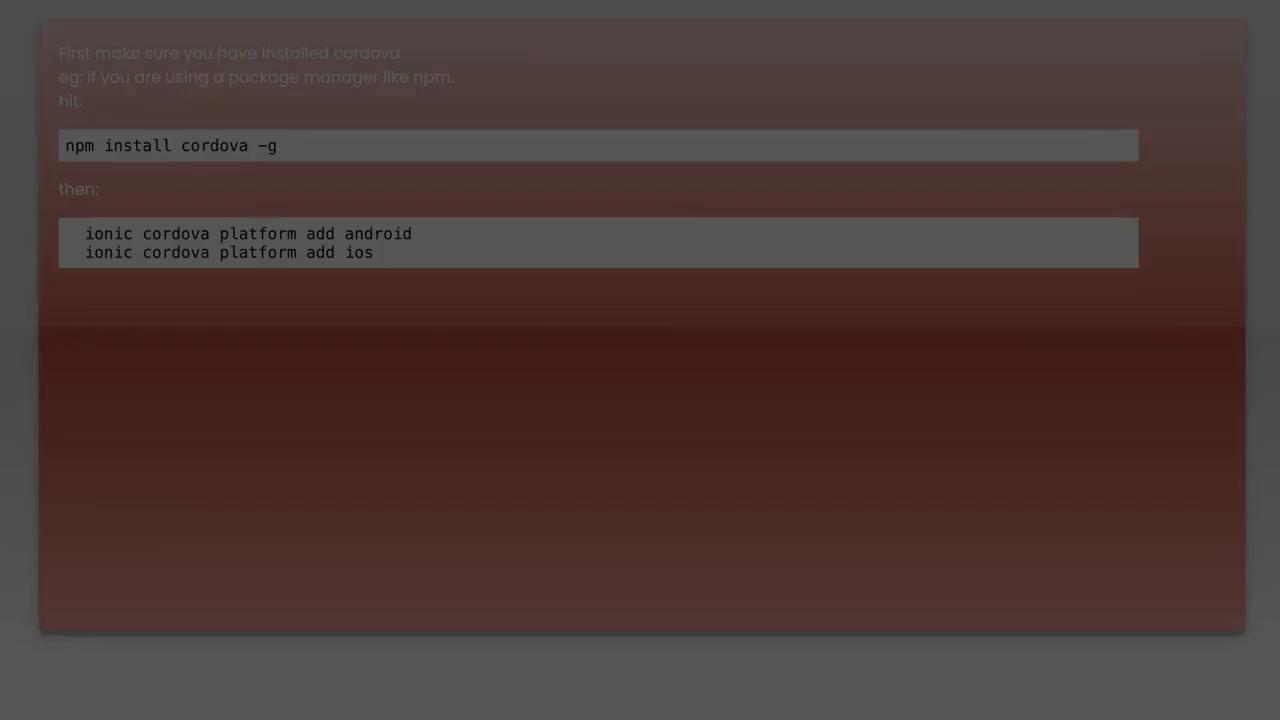 First make sure you have installed cordova
eg: if you are using a package manager like npm.
hit:
npm install cordova -g
then:
ionic cordova platform add android
ionic cordova platform add ios